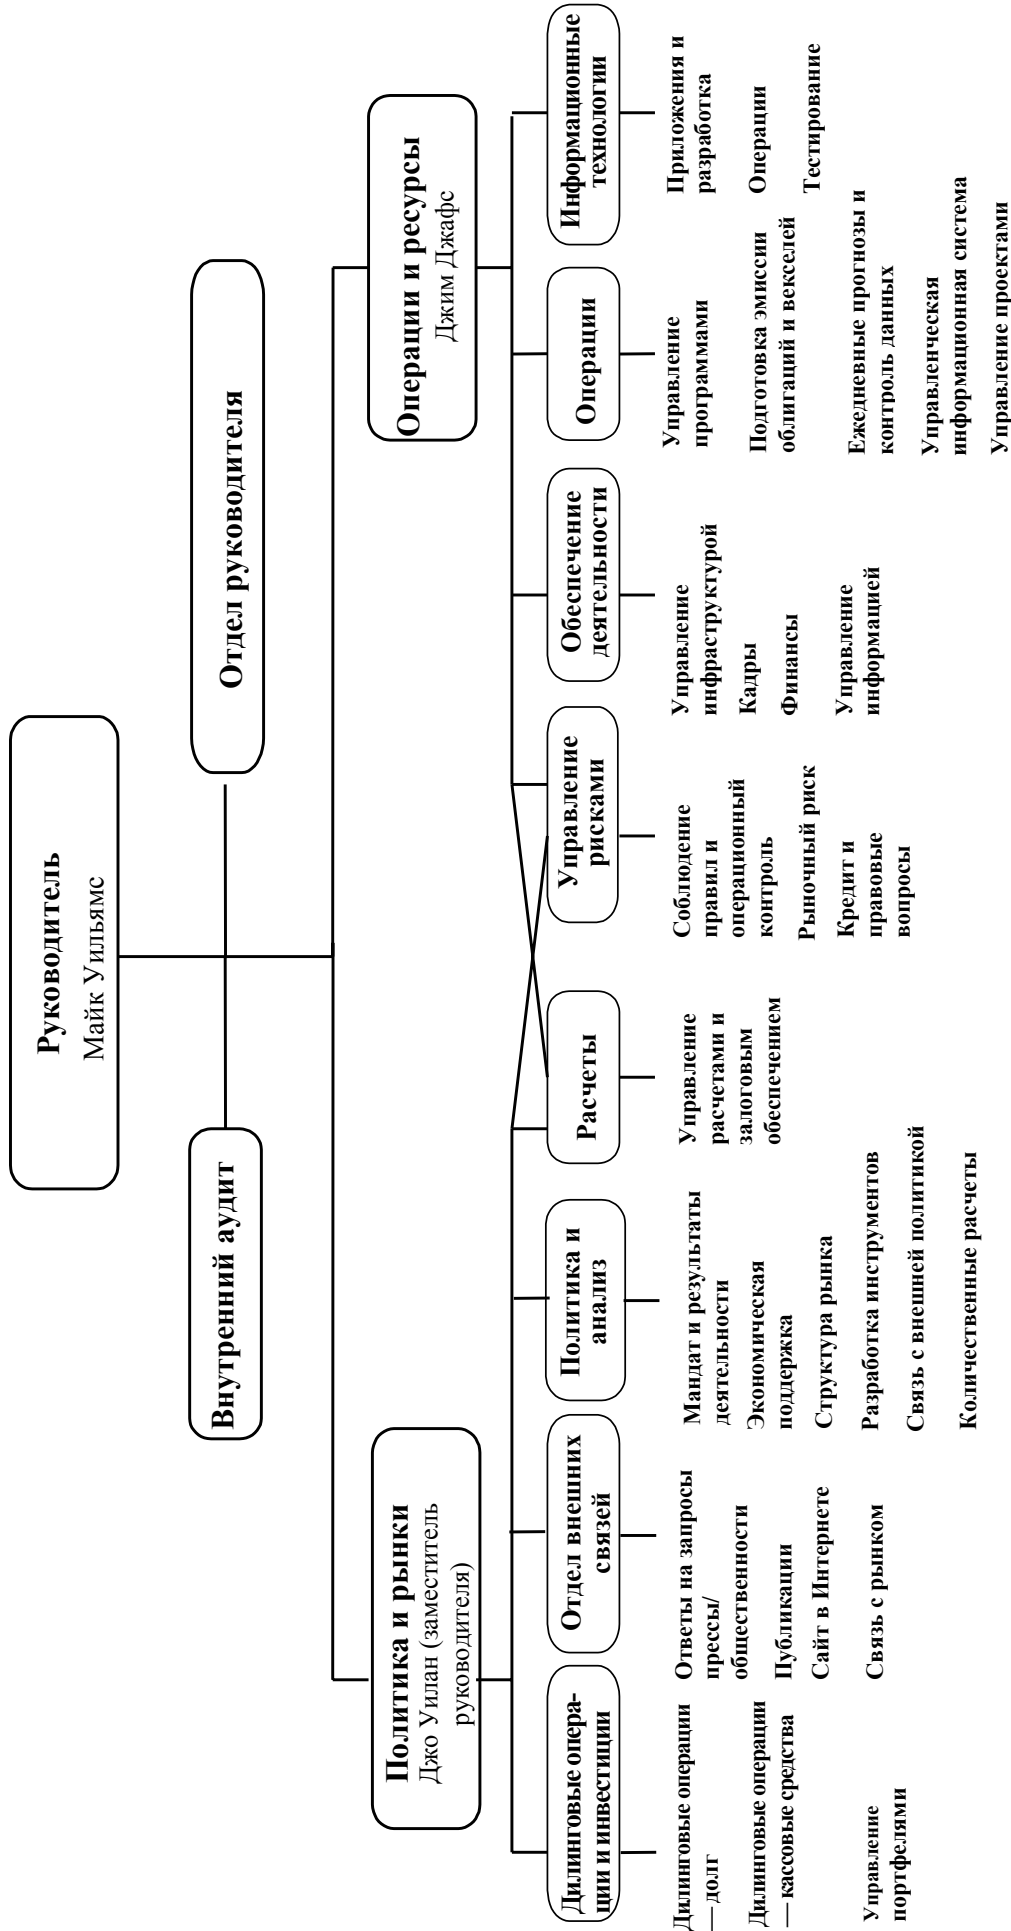 Руководитель
Майк Уильямс
Внутренний аудит
Отдел руководителя
Политика и рынки
Джо Уилан (заместитель
руководителя)
Операции и ресурсы
Джим Джафс
Дилинговые опера-
ции и инвестиции
Отдел внешних
связей
Политика и
анализ
Расчеты
Управление
рисками
Обеспечение
деятельности
Операции
Информационные
технологии
Дилинговые операции
— долг
Дилинговые операции
— кассовые средства
Управление
портфелями
Ответы на запросы
прессы/
общественности
Публикации
Сайт в Интернете
Связь с рынком
Мандат и результаты
деятельности
Экономическая
поддержка
Структура рынка
Разработка инструментов
Связь с внешней политикой
Количественные расчеты
Управление
расчетами и
залоговым
обеспечением
Соблюдение
правил и
операционный
контроль
Рыночный риск
Кредит и
правовые
вопросы
Управление
инфраструктурой
Кадры
Финансы
Управление
информацией
Управление
программами
Подготовка эмиссии
облигаций и векселей
Ежедневные прогнозы и
контроль данных
Управленческая
информационная система
Управление проектами
Приложения и
разработка
Операции
Тестирование